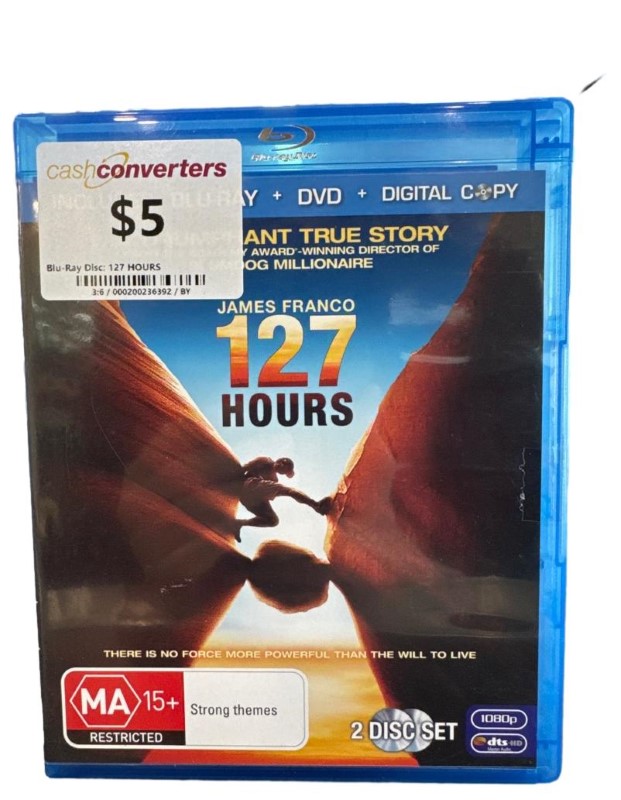 cashconverters
$5
Blu-Ray Disc: 127 HOURS
3:6 / 000200236392 / BY
BLU-RAY + DVD + DIGITAL COPY
ANT TRUE STORY
Y AWARD®-WINNING DIRECTOR OF
DOG MILLIONAIRE
JAMES FRANCO
127
HOURS
THERE IS NO FORCE MORE POWERFUL THAN THE WILL TO LIVE
MA 15+
RESTRICTED
Strong themes
2 DISC SET
1080p
dts-HD